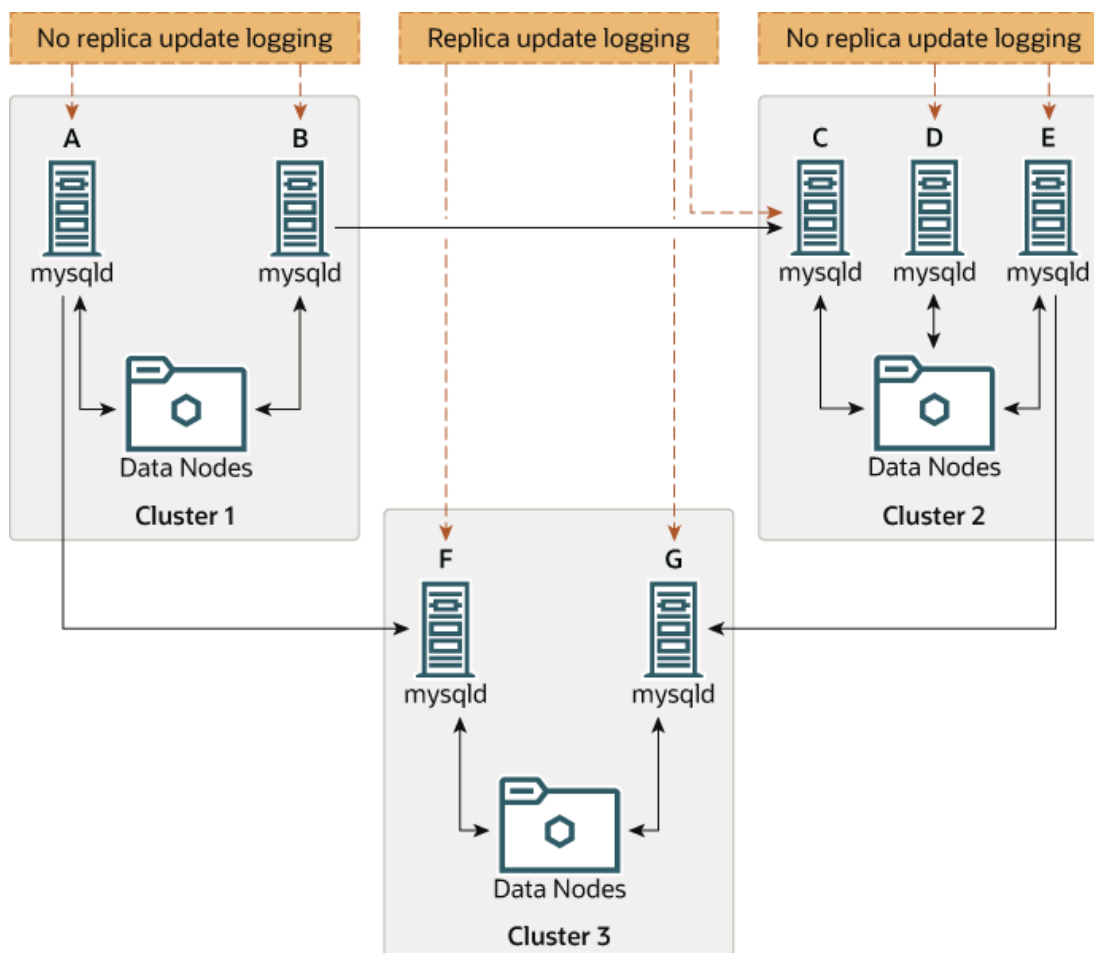 No replica update logging
Replica update logging
No replica update logging
A
B
C
D
E
mysqld
mysqld
mysqld
mysqld
mysqld
Data Nodes
Data Nodes
Cluster 1
Cluster 2
F
G
mysqld
mysqld
Data Nodes
Cluster 3